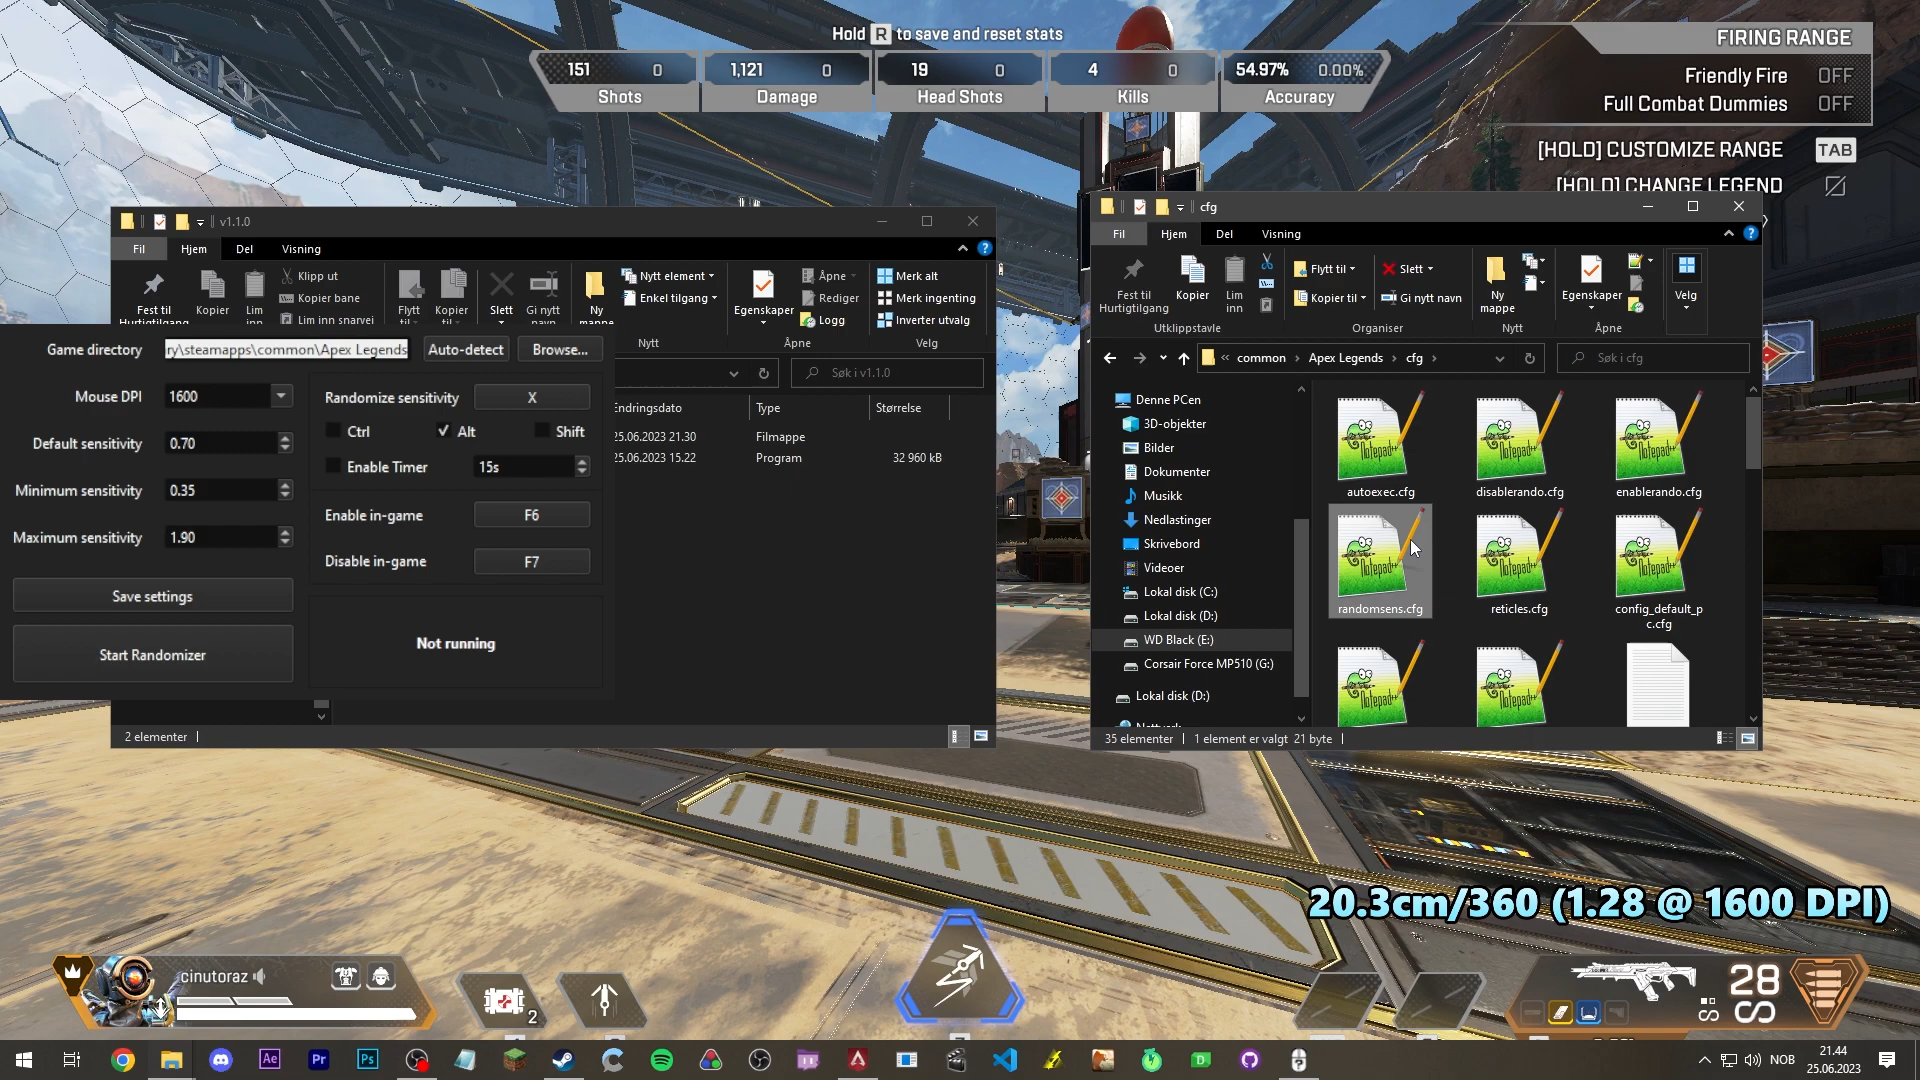 Hold R to save and reset stats
151 0
Shots
1,121 0
Damage
19 0
Head Shots
4 0
Kills
54.97% 0.00%
Accuracy
FIRING RANGE
Friendly Fire OFF
Full Combat Dummies OFF
[HOLD] CUSTOMIZE RANGE TAB
[HOLD] CHANGE LEGEND
v1.1.0
Fil Hjem Del Visning
Fest til
Hurtigtilgang
Kopier
Lim
inn
Klipp ut
Kopier bane
Lim inn snarvei
Flytt
til
Kopier
til
Slett
Gi nytt
navn
Ny
mappe
Nytt element
Enkel tilgang
Nytt
Egenskaper
Åpne
Rediger
Logg
Åpne
Merk alt
Merk ingenting
Inverter utvalg
Velg
Søk i v1.1.0
Endringsdato Type Størrelse
25.06.2023 21.30 Filmappe
25.06.2023 15.22 Program 32 960 kB
2 elementer
Game directory ry\steamapps\common\Apex Legends Auto-detect Browse...
Mouse DPI 1600
Default sensitivity 0.70
Minimum sensitivity 0.35
Maximum sensitivity 1.90
Save settings
Start Randomizer
Randomize sensitivity X
Ctrl Alt Shift
Enable Timer 15s
Enable in-game F6
Disable in-game F7
Not running
cfg
Fil Hjem Del Visning
Fest til
Hurtigtilgang
Kopier
Lim
inn
Utklippstavle
Flytt til
Kopier til
Slett
Gi nytt navn
Organiser
Ny
mappe
Nytt
Egenskaper
Åpne
Velg
« common › Apex Legends › cfg ›
Søk i cfg
Denne PCen
3D-objekter
Bilder
Dokumenter
Musikk
Nedlastinger
Skrivebord
Videoer
Lokal disk (C:)
Lokal disk (D:)
WD Black (E:)
Corsair Force MP510 (G:)
Lokal disk (D:)
Nettverk
autoexec.cfg disablerando.cfg enablerando.cfg
randomsens.cfg reticles.cfg config_default_p
c.cfg
35 elementer 1 element er valgt 21 byte
20.3cm/360 (1.28 @ 1600 DPI)
cinutoraz
2
28
NOB
21.44
25.06.2023